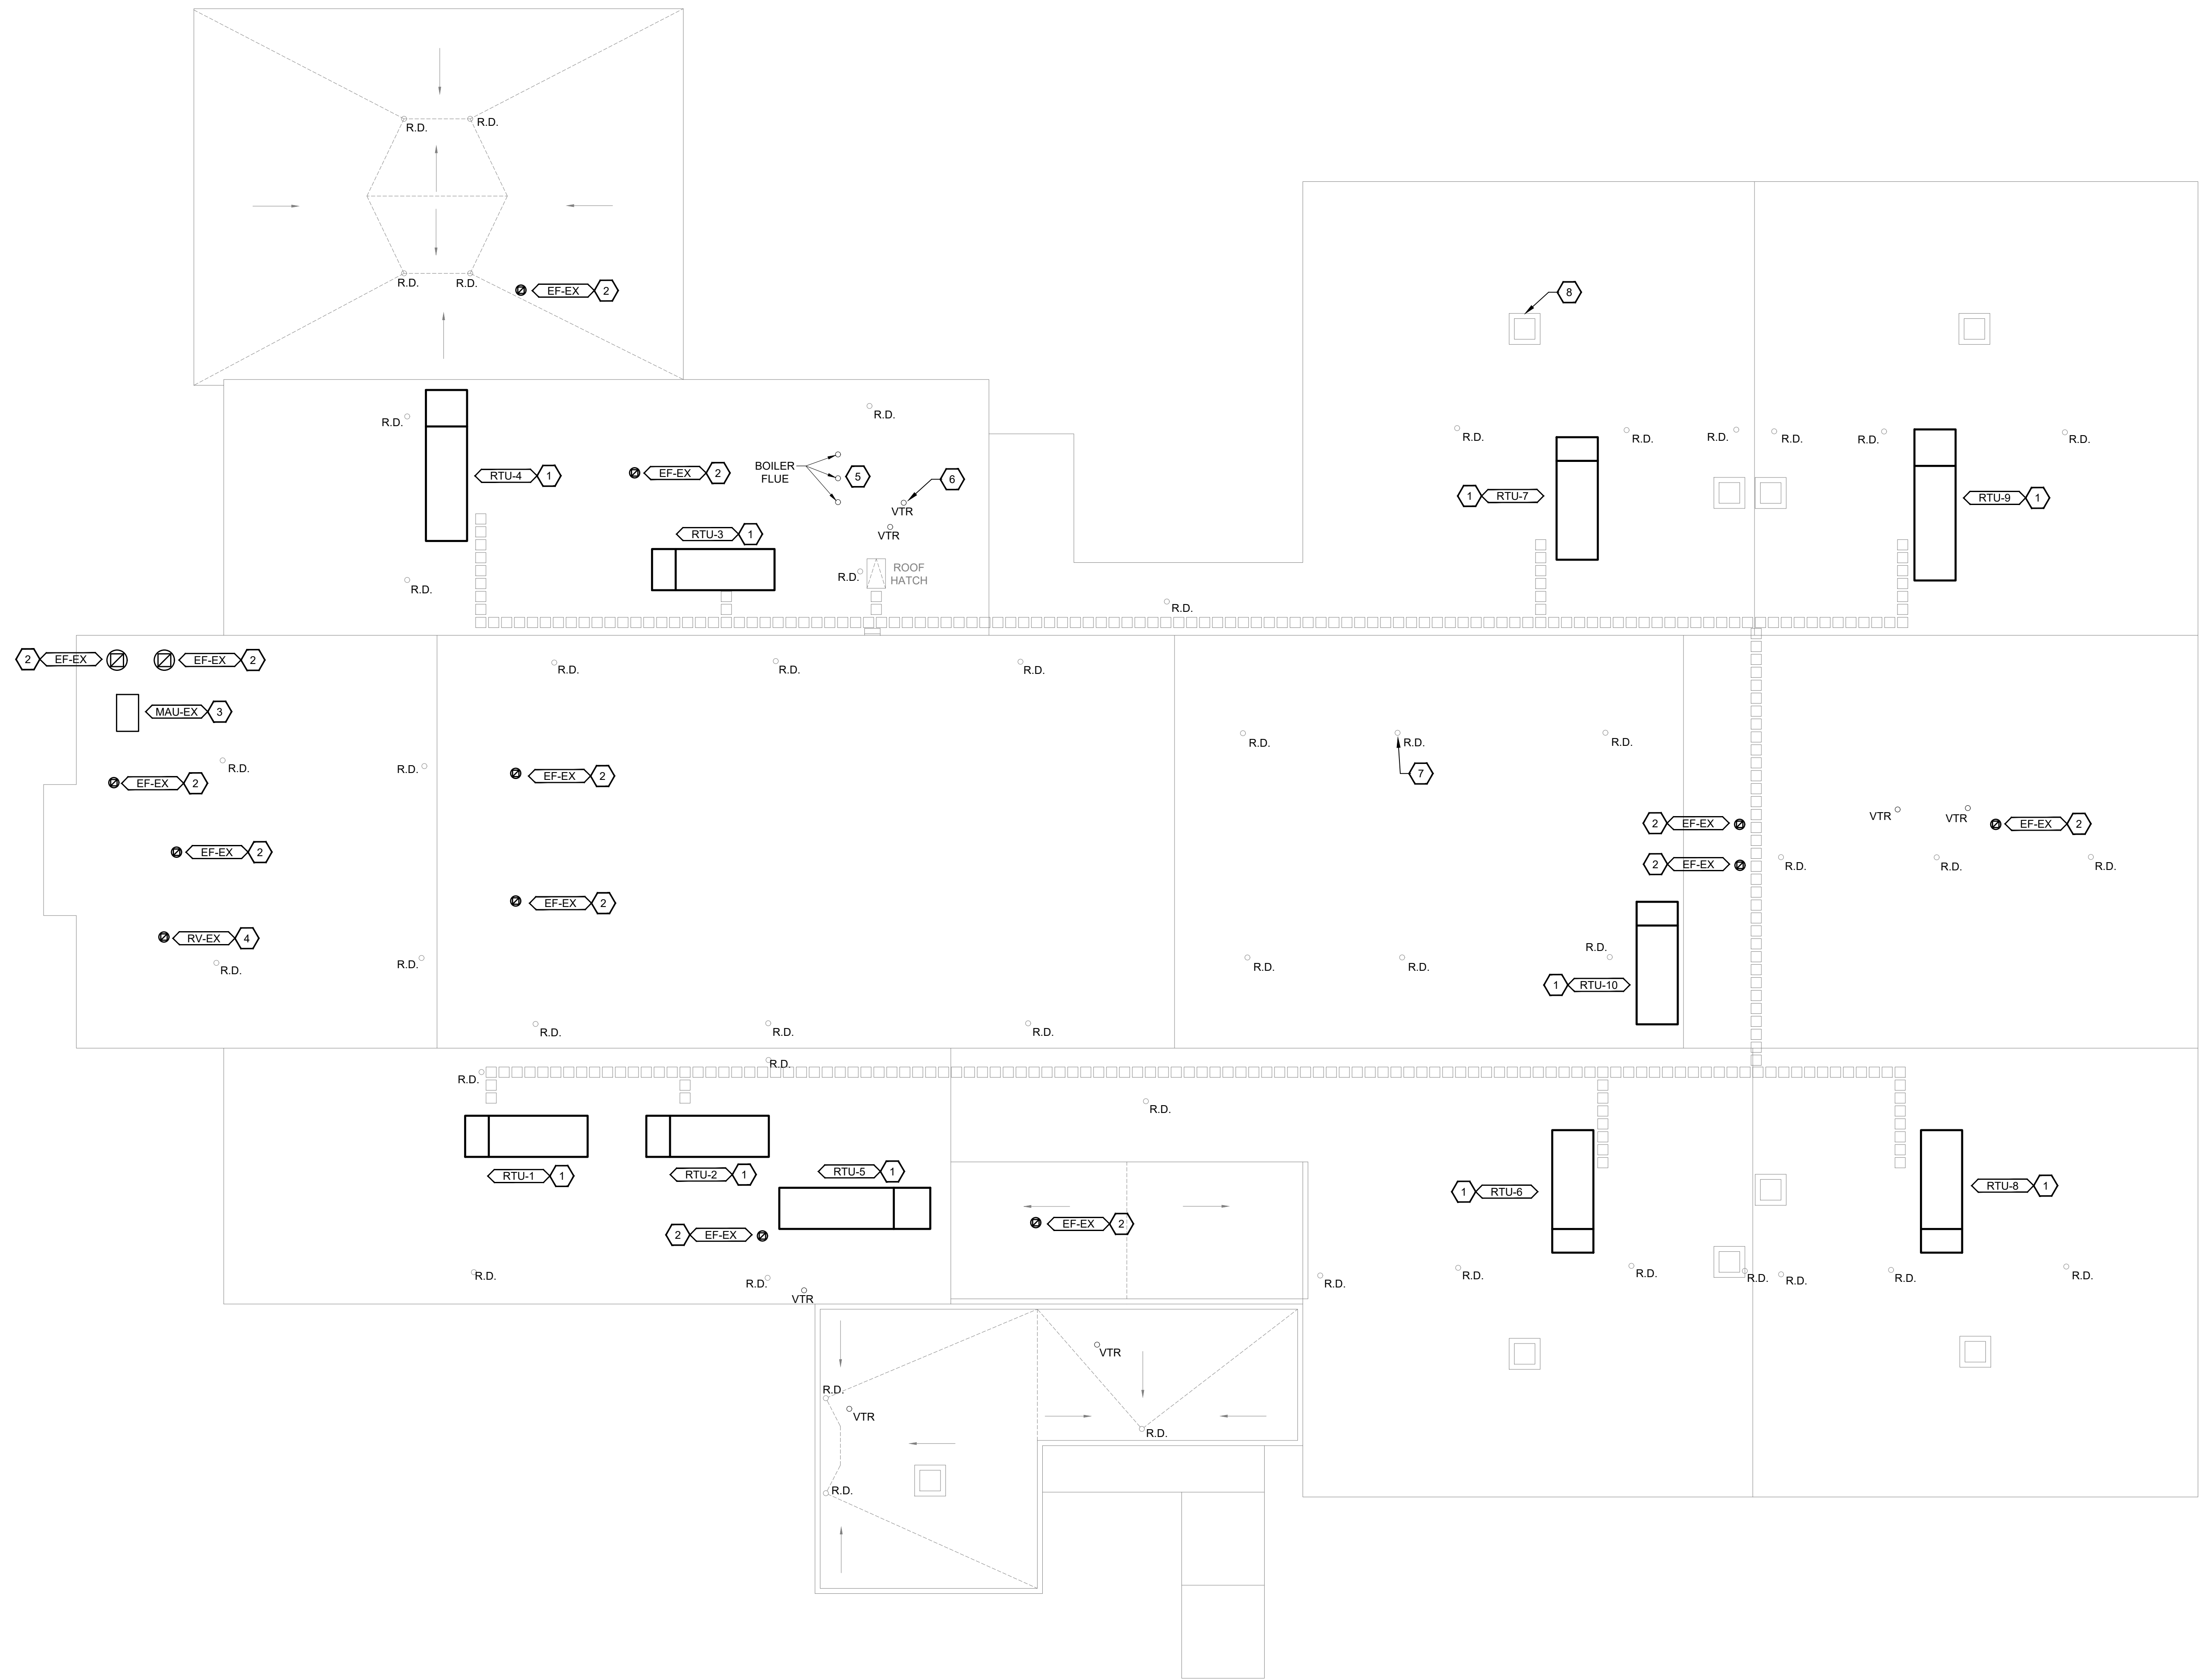 R.D.
R.D.
R.D.
R.D.
EF-EX 2
8
R.D.
R.D.
R.D.
R.D.
R.D.
R.D.
R.D.
R.D.
RTU-4 1
EF-EX 2
BOILER
FLUE
5
6
VTR
VTR
1 RTU-7
RTU-9 1
RTU-3 1
R.D.
ROOF
HATCH
R.D.
R.D.
2 EF-EX
EF-EX 2
R.D.
R.D.
R.D.
MAU-EX 3
R.D.
R.D.
R.D.
R.D.
R.D.
7
EF-EX 2
EF-EX 2
EF-EX 2
2 EF-EX
VTR
VTR
EF-EX 2
2 EF-EX
R.D.
R.D.
R.D.
EF-EX 2
RV-EX 4
R.D.
R.D.
R.D.
R.D.
R.D.
1 RTU-10
R.D.
R.D.
R.D.
R.D.
R.D.
R.D.
RTU-1 1
RTU-2 1
RTU-5 1
1 RTU-6
RTU-8 1
2 EF-EX
EF-EX 2
R.D.
R.D.
VTR
R.D.
R.D.
R.D.
R.D.
R.D.
R.D.
R.D.
VTR
R.D.
VTR
R.D.
R.D.